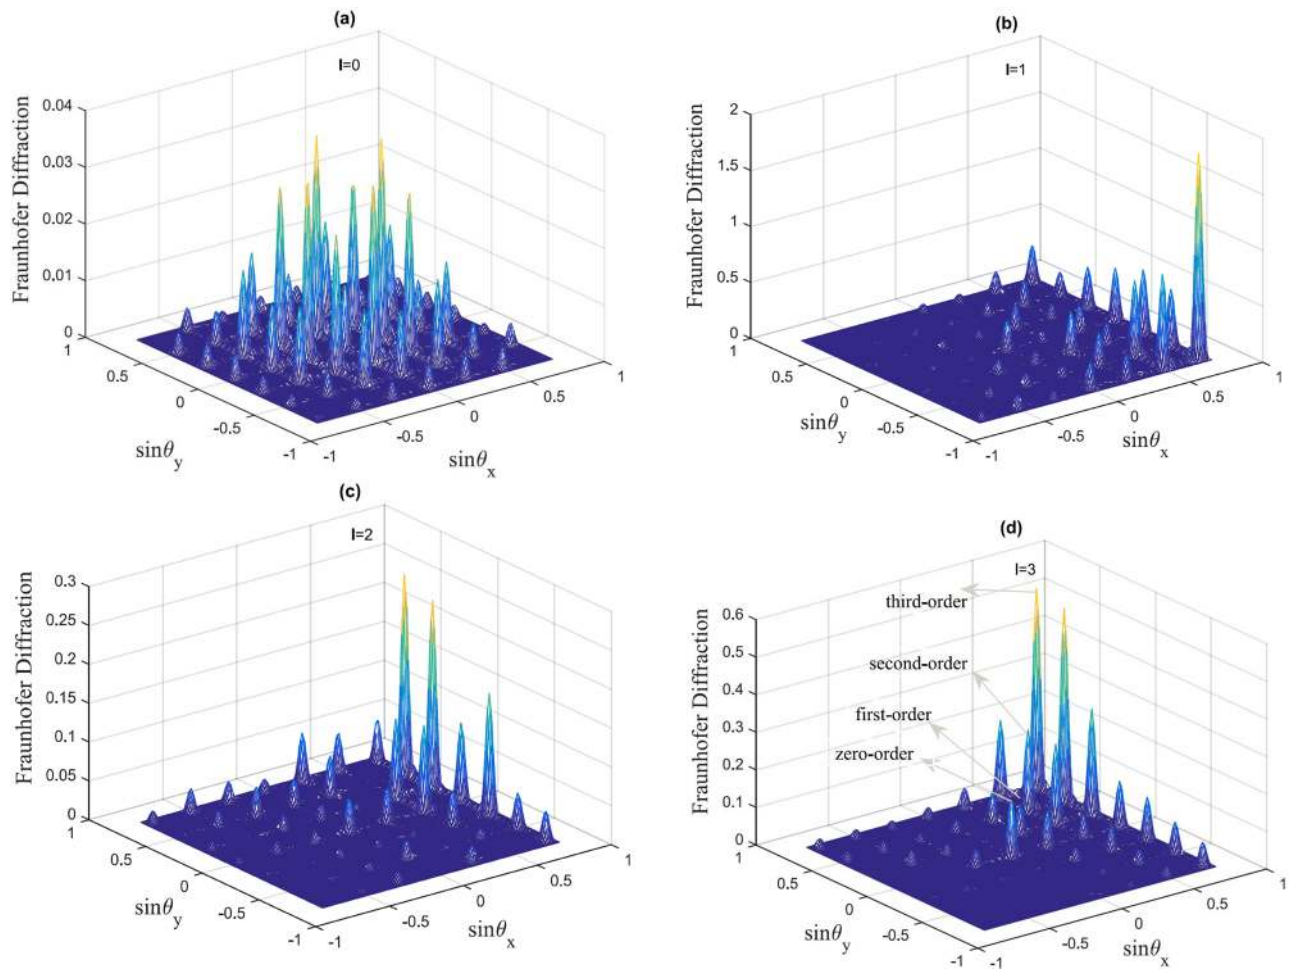 (a)
l=0
Fraunhofer Diffraction
0.04
0.03
0.02
0.01
0
1
0.5
0
-0.5
-1
sinθy
-1
-0.5
0
0.5
1
sinθx
(b)
l=1
Fraunhofer Diffraction
2
1.5
1
0.5
0
1
0.5
0
-0.5
-1
sinθy
-1
-0.5
0
0.5
1
sinθx
(c)
l=2
Fraunhofer Diffraction
0.3
0.25
0.2
0.15
0.1
0.05
0
1
0.5
0
-0.5
-1
sinθy
-1
-0.5
0
0.5
1
sinθx
(d)
l=3
third-order
second-order
first-order
zero-order
Fraunhofer Diffraction
0.6
0.5
0.4
0.3
0.2
0.1
0
1
0.5
0
-0.5
-1
sinθy
-1
-0.5
0
0.5
1
sinθx